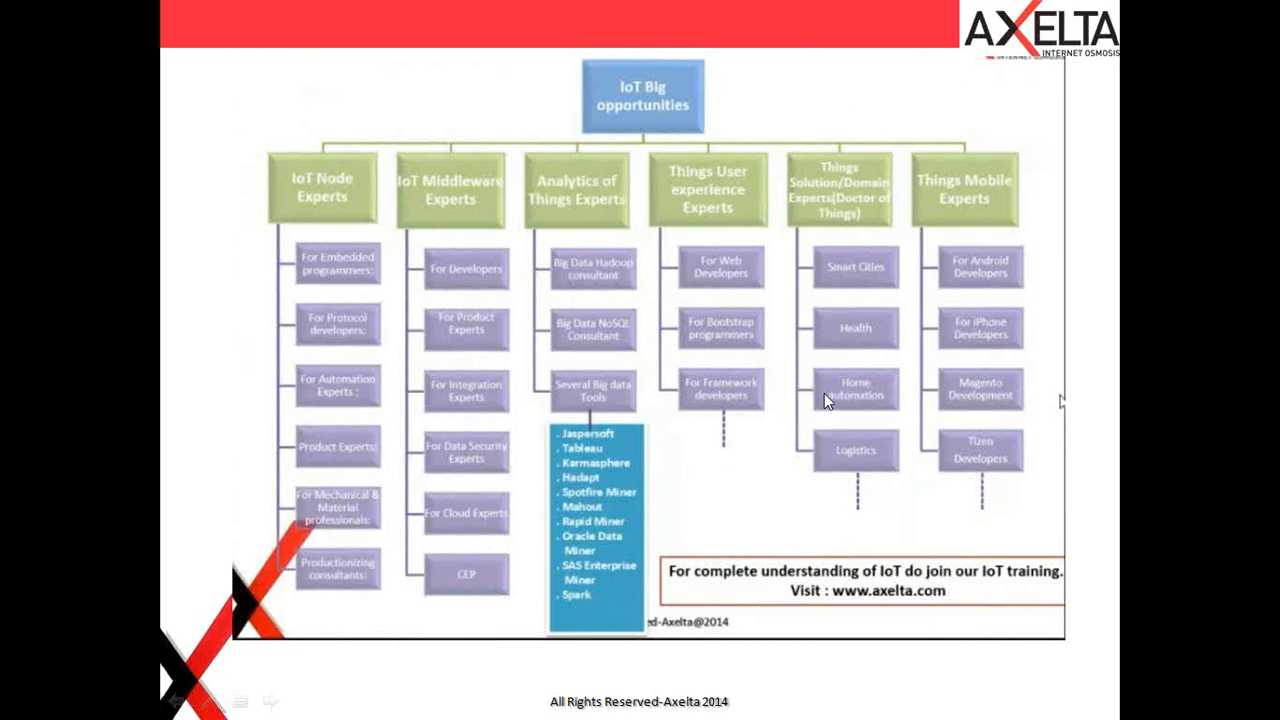 AXELTA
INTERNET OSMOSIS
IoT Big
opportunities
IoT Node
Experts
IoT Middleware
Experts
Analytics of
Things Experts
Things User
experience
Experts
Things
Solution/Domain
Experts(Doctor of
Things)
Things Mobile
Experts
For Embedded
programmers:
For Protocol
developers:
For Automation
Experts :
Product Experts:
For Mechanical &
Material
professionals:
Productionizing
consultants:
For Developers
For Product
Experts
For Integration
Experts
For Data Security
Experts
For Cloud Experts
CEP
Big Data Hadoop
consultant
Big Data NoSQL
Consultant
Several Big data
Tools
. Jaspersoft
. Tableau
. Karmasphere
. Hadapt
. Spotfire Miner
. Mahout
. Rapid Miner
. Oracle Data
Miner
. SAS Enterprise
Miner
. Spark
For Web
Developers
For Bootstrap
programmers
For Framework
developers
Smart Cities
Health
Home
automation
Logistics
For Android
Developers
For iPhone
Developers
Magento
Development
Tizen
Developers
For complete understanding of IoT do join our IoT training.
Visit : www.axelta.com
ed-Axelta@2014
All Rights Reserved-Axelta 2014